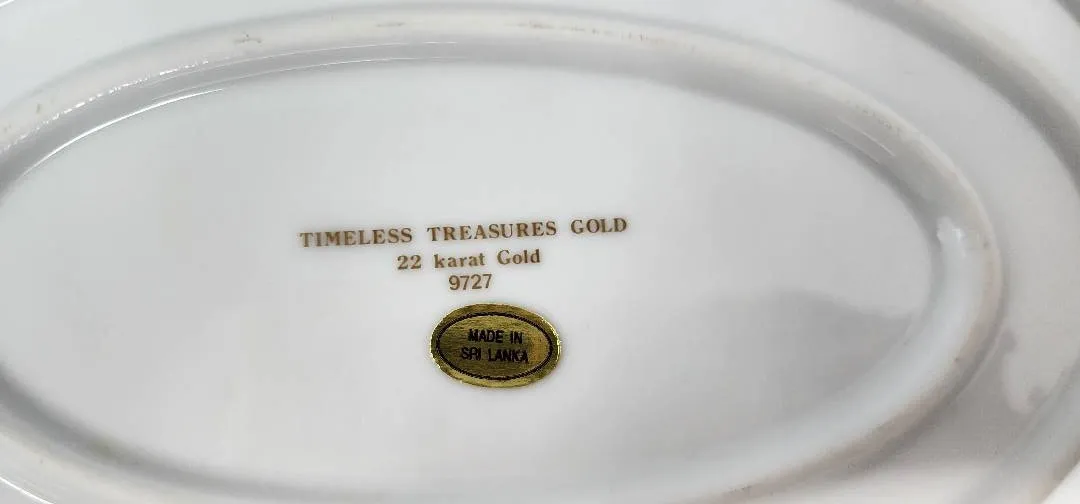 TIMELESS TREASURES GOLD
22 karat Gold
9727
MADE IN
SRI LANKA